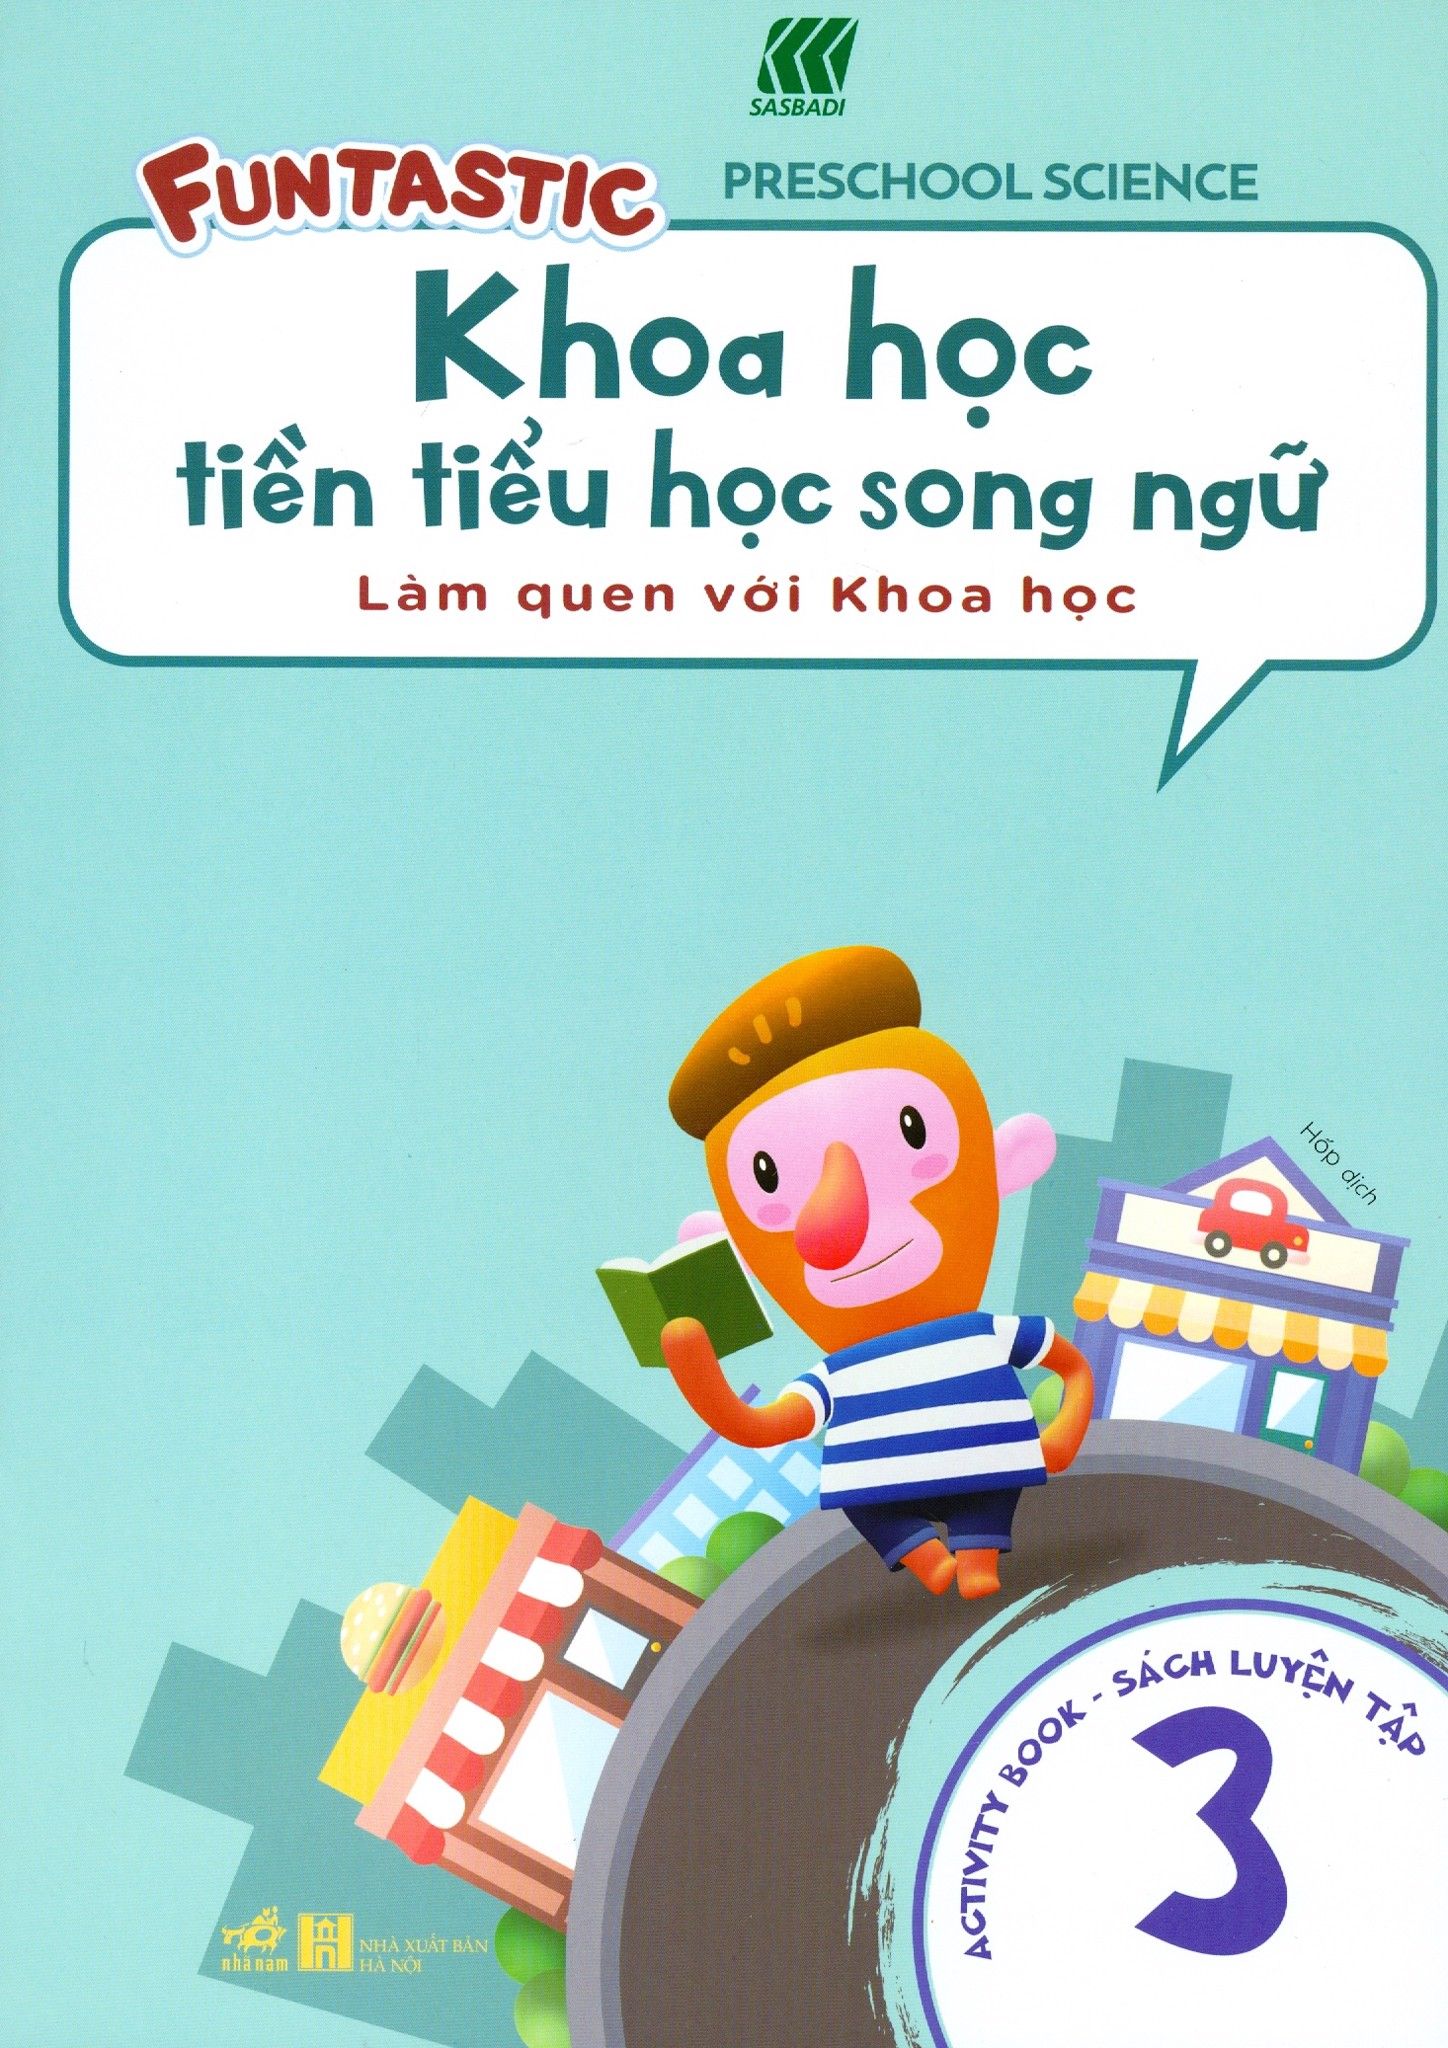 SASBADI
FUNTASTIC
PRESCHOOL SCIENCE
Khoa học
tiền tiểu học song ngữ
Làm quen với Khoa học
Hốp dịch
ACTIVITY BOOK - SÁCH LUYỆN TẬP
3
nhã nam
NHÀ XUẤT BẢN
HÀ NỘI